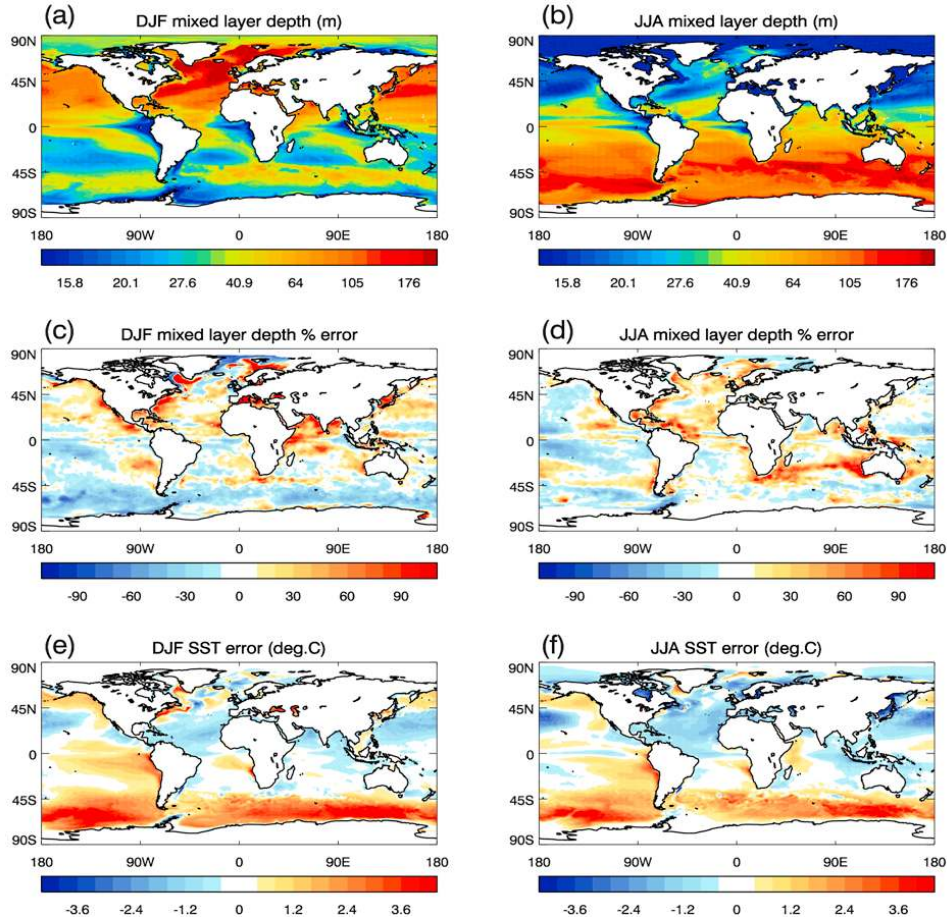 (a) DJF mixed layer depth (m)
90N
45N
0
45S
90S
180 90W 0 90E 180
15.8 20.1 27.6 40.9 64 105 176
(b) JJA mixed layer depth (m)
90N
45N
0
45S
90S
180 90W 0 90E 180
15.8 20.1 27.6 40.9 64 105 176
(c) DJF mixed layer depth % error
90N
45N
0
45S
90S
180 90W 0 90E 180
-90 -60 -30 0 30 60 90
(d) JJA mixed layer depth % error
90N
45N
0
45S
90S
180 90W 0 90E 180
-90 -60 -30 0 30 60 90
(e) DJF SST error (deg.C)
90N
45N
0
45S
90S
180 90W 0 90E 180
-3.6 -2.4 -1.2 0 1.2 2.4 3.6
(f) JJA SST error (deg.C)
90N
45N
0
45S
90S
180 90W 0 90E 180
-3.6 -2.4 -1.2 0 1.2 2.4 3.6